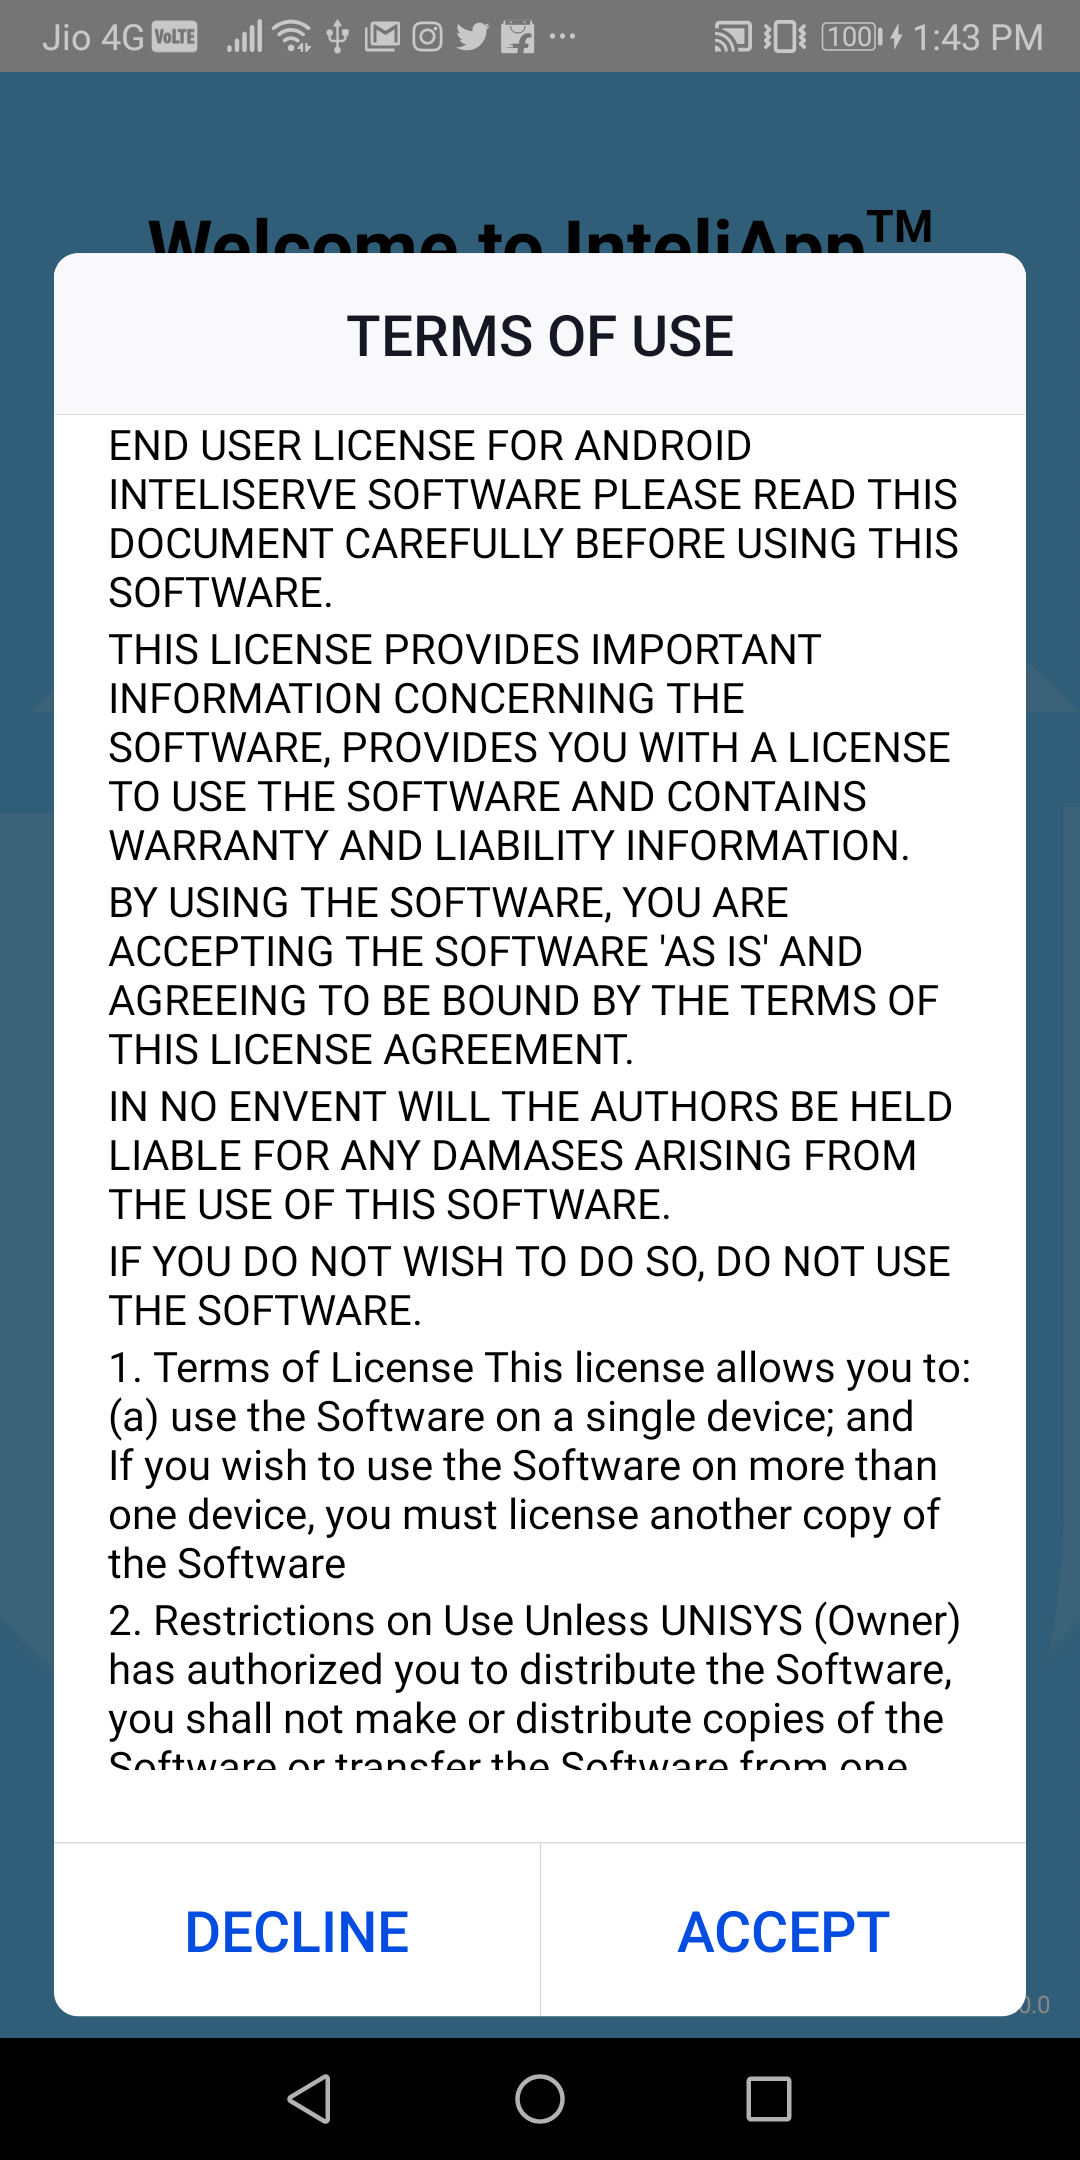 Jio 4G VoLTE 100 1:43 PM
Welcome to InteliApp™
TERMS OF USE
END USER LICENSE FOR ANDROID
INTELISERVE SOFTWARE PLEASE READ THIS
DOCUMENT CAREFULLY BEFORE USING THIS
SOFTWARE.
THIS LICENSE PROVIDES IMPORTANT
INFORMATION CONCERNING THE
SOFTWARE, PROVIDES YOU WITH A LICENSE
TO USE THE SOFTWARE AND CONTAINS
WARRANTY AND LIABILITY INFORMATION.
BY USING THE SOFTWARE, YOU ARE
ACCEPTING THE SOFTWARE 'AS IS' AND
AGREEING TO BE BOUND BY THE TERMS OF
THIS LICENSE AGREEMENT.
IN NO ENVENT WILL THE AUTHORS BE HELD
LIABLE FOR ANY DAMASES ARISING FROM
THE USE OF THIS SOFTWARE.
IF YOU DO NOT WISH TO DO SO, DO NOT USE
THE SOFTWARE.
1. Terms of License This license allows you to:
(a) use the Software on a single device; and
If you wish to use the Software on more than
one device, you must license another copy of
the Software
2. Restrictions on Use Unless UNISYS (Owner)
has authorized you to distribute the Software,
you shall not make or distribute copies of the
Software or transfer the Software from one
DECLINE
ACCEPT
.0